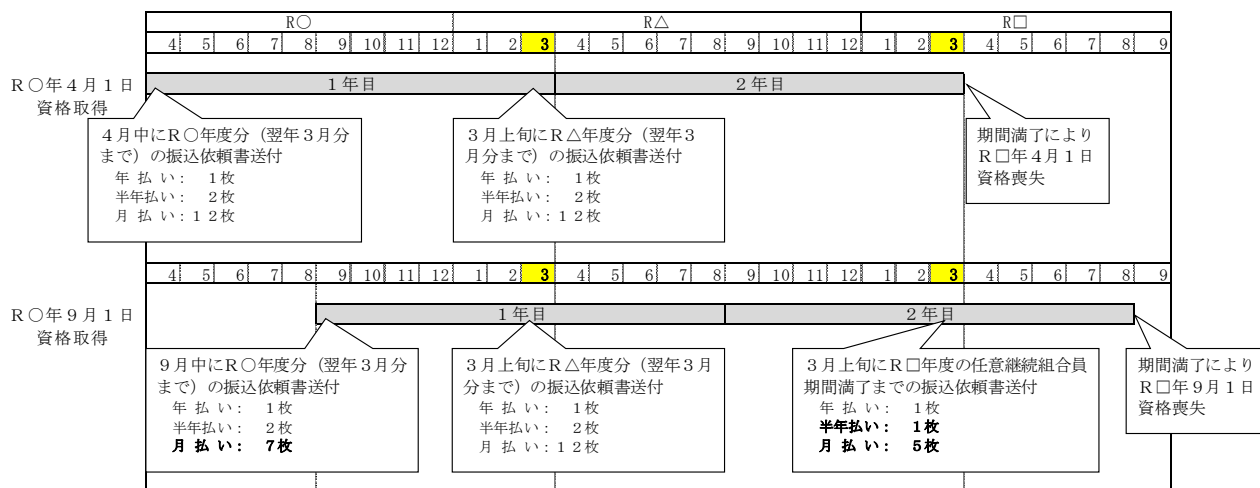 R〇 R△ R□
4 5 6 7 8 9 10 11 12 1 2 3 4 5 6 7 8 9 10 11 12 1 2 3 4 5 6 7 8 9
R〇年4月1日
資格取得
1年目 2年目
4月中にR〇年度分（翌年3月分
まで）の振込依頼書送付
年 払 い： 1枚
半年払い： 2枚
月 払 い：12枚
3月上旬にR△年度分（翌年3
月分まで）の振込依頼書送付
年 払 い： 1枚
半年払い： 2枚
月 払 い：12枚
期間満了により
R□年4月1日
資格喪失
4 5 6 7 8 9 10 11 12 1 2 3 4 5 6 7 8 9 10 11 12 1 2 3 4 5 6 7 8 9
R〇年9月1日
資格取得
1年目 2年目
9月中にR〇年度分（翌年3月分
まで）の振込依頼書送付
年 払 い： 1枚
半年払い： 2枚
月 払 い： 7枚
3月上旬にR△年度分（翌年3月
分まで）の振込依頼書送付
年 払 い： 1枚
半年払い： 2枚
月 払 い：12枚
3月上旬にR□年度の任意継続組合員
期間満了までの振込依頼書送付
年 払 い： 1枚
半年払い： 1枚
月 払 い： 5枚
期間満了により
R□年9月1日
資格喪失